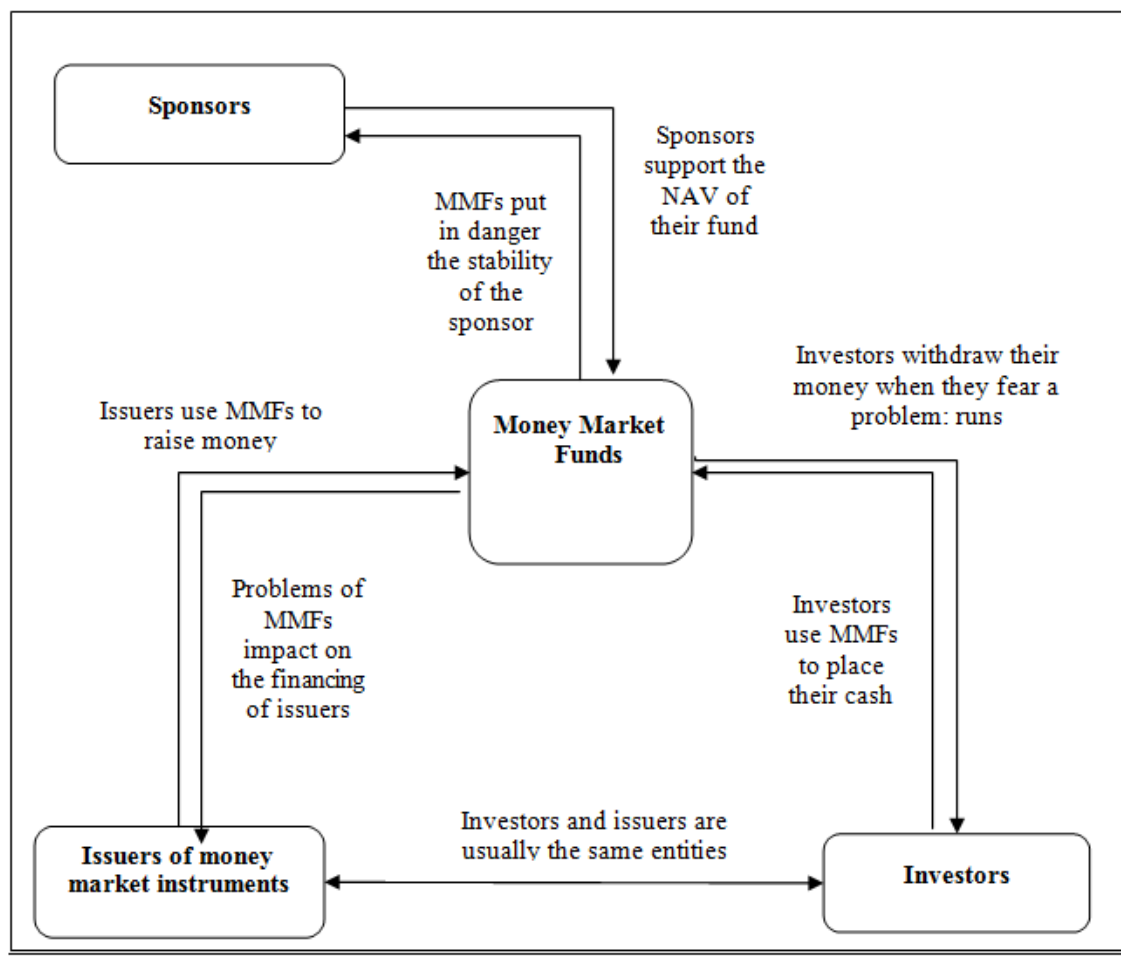 Sponsors
Sponsors
support the
NAV of
their fund
MMFs put
in danger
the stability
of the
sponsor
Investors withdraw their
money when they fear a
problem: runs
Issuers use MMFs to
raise money
Money Market
Funds
Problems of
MMFs
impact on
the financing
of issuers
Investors
use MMFs
to place
their cash
Investors and issuers are
usually the same entities
Issuers of money
market instruments
Investors